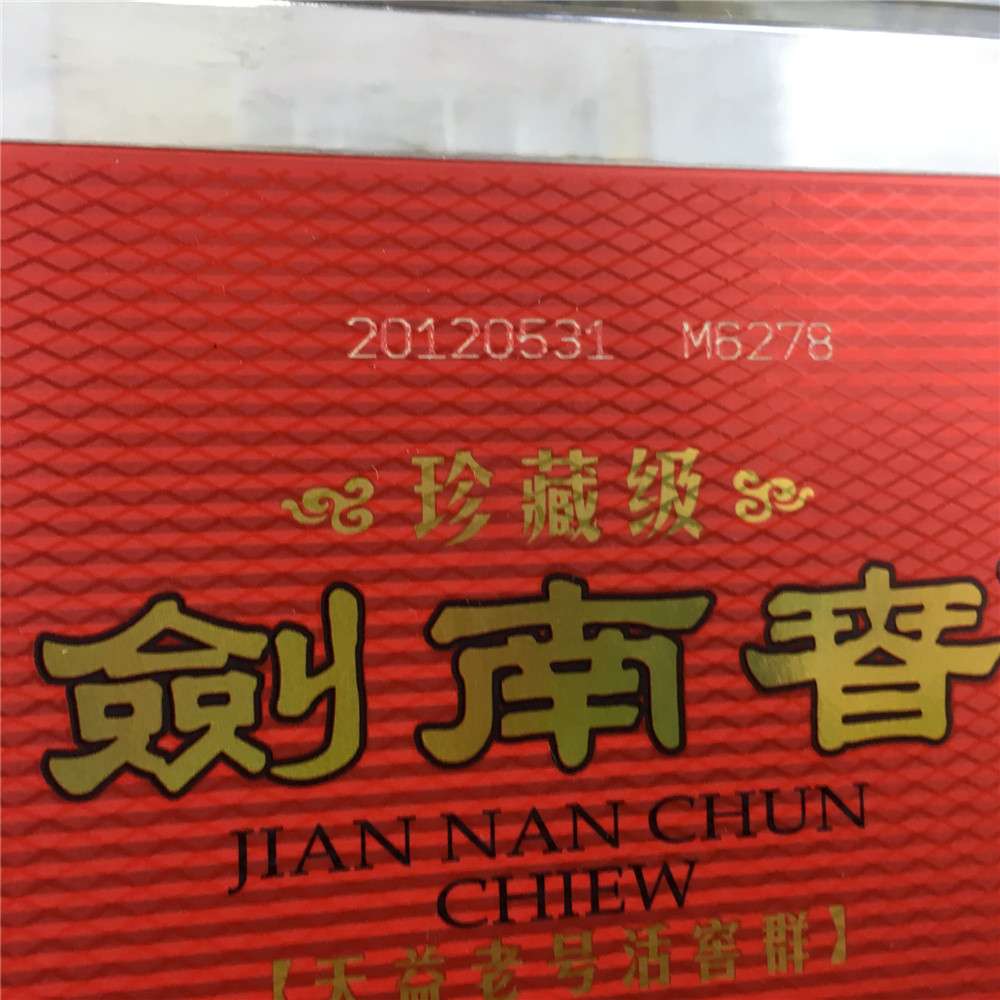 20120531 M6278
珍藏级
劍南春
JIAN NAN CHUN
CHIEW
【天益老号活窖群】